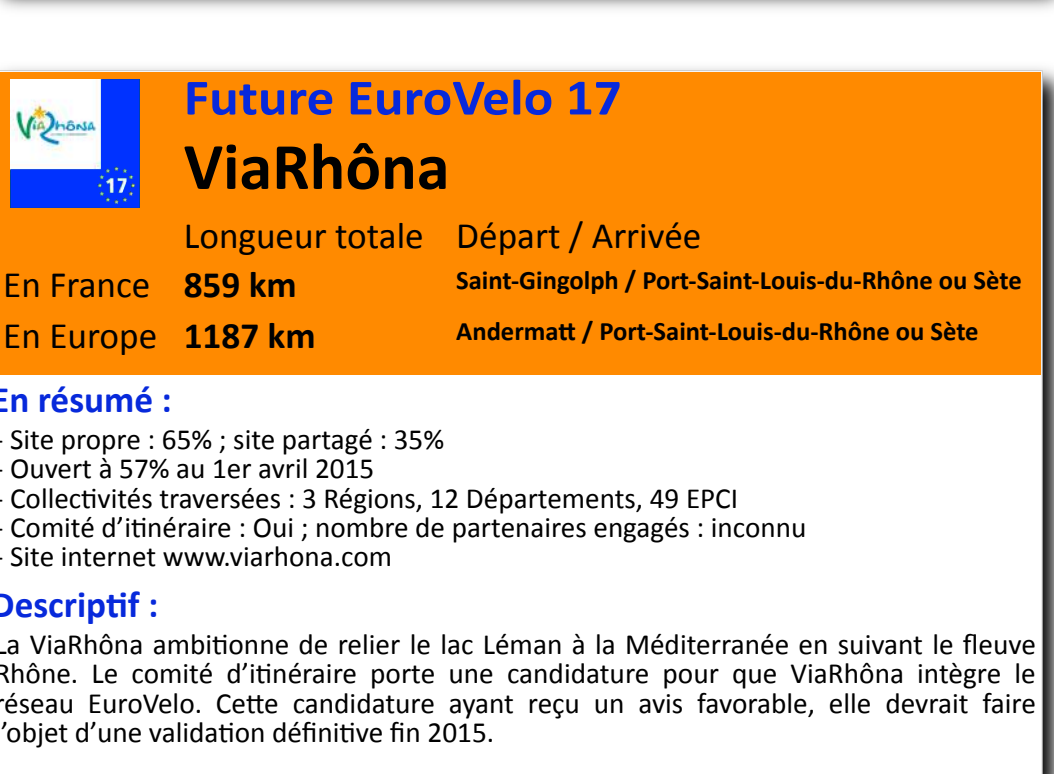 Future EuroVelo 17
ViaRhôna
ViaRhôna
17
Longueur totale Départ / Arrivée
En France 859 km Saint-Gingolph / Port-Saint-Louis-du-Rhône ou Sète
En Europe 1187 km Andermatt / Port-Saint-Louis-du-Rhône ou Sète
En résumé :
- Site propre : 65% ; site partagé : 35%
- Ouvert à 57% au 1er avril 2015
- Collectivités traversées : 3 Régions, 12 Départements, 49 EPCI
- Comité d’itinéraire : Oui ; nombre de partenaires engagés : inconnu
- Site internet www.viarhona.com
Descriptif :
La ViaRhôna ambitionne de relier le lac Léman à la Méditerranée en suivant le fleuve
Rhône. Le comité d’itinéraire porte une candidature pour que ViaRhôna intègre le
réseau EuroVelo. Cette candidature ayant reçu un avis favorable, elle devrait faire
l’objet d’une validation définitive fin 2015.